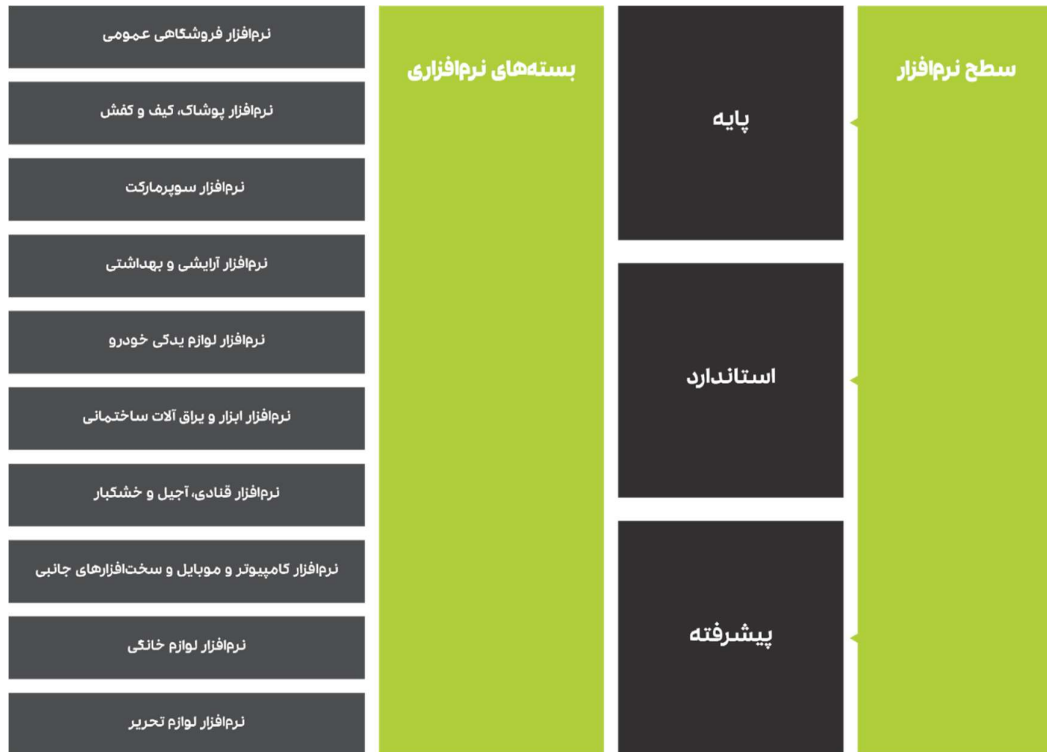 سطح نرم‌افزار
پایه
استاندارد
پیشرفته
بسته‌های نرم‌افزاری
نرم‌افزار فروشگاهی عمومی
نرم‌افزار پوشاک، کیف و کفش
نرم‌افزار سوپرمارکت
نرم‌افزار آرایشی و بهداشتی
نرم‌افزار لوازم یدکی خودرو
نرم‌افزار ابزار و یراق آلات ساختمانی
نرم‌افزار قنادی، آجیل و خشکبار
نرم‌افزار کامپیوتر و موبایل و سخت‌افزارهای جانبی
نرم‌افزار لوازم خانگی
نرم‌افزار لوازم تحریر